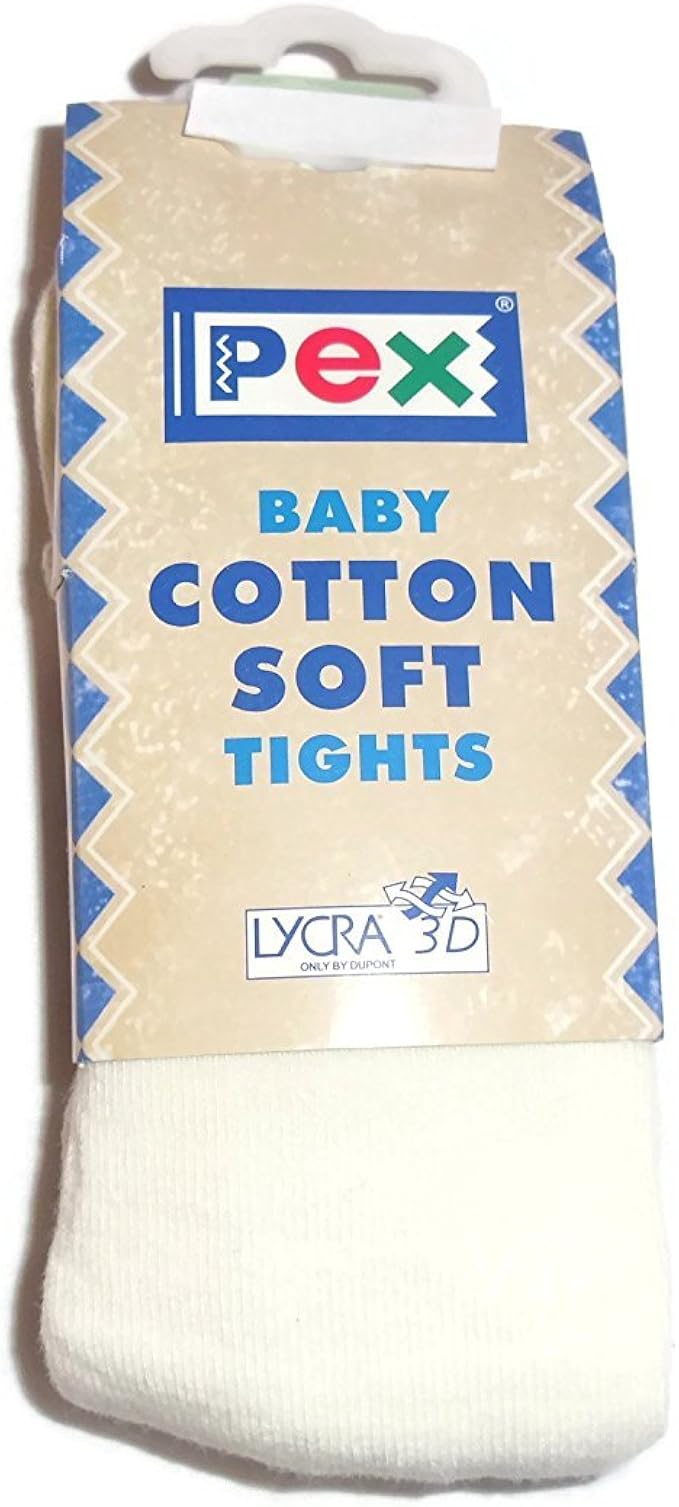 Pex®
BABY
COTTON
SOFT
TIGHTS
LYCRA® 3D
ONLY BY DUPONT